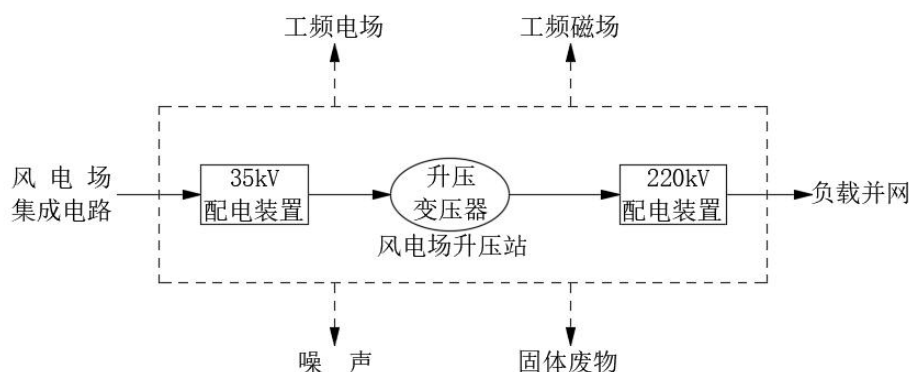 工频电场
工频磁场
风电场
集成电路
35kV
配电装置
升压
变压器
风电场升压站
220kV
配电装置
负载并网
噪声
固体废物